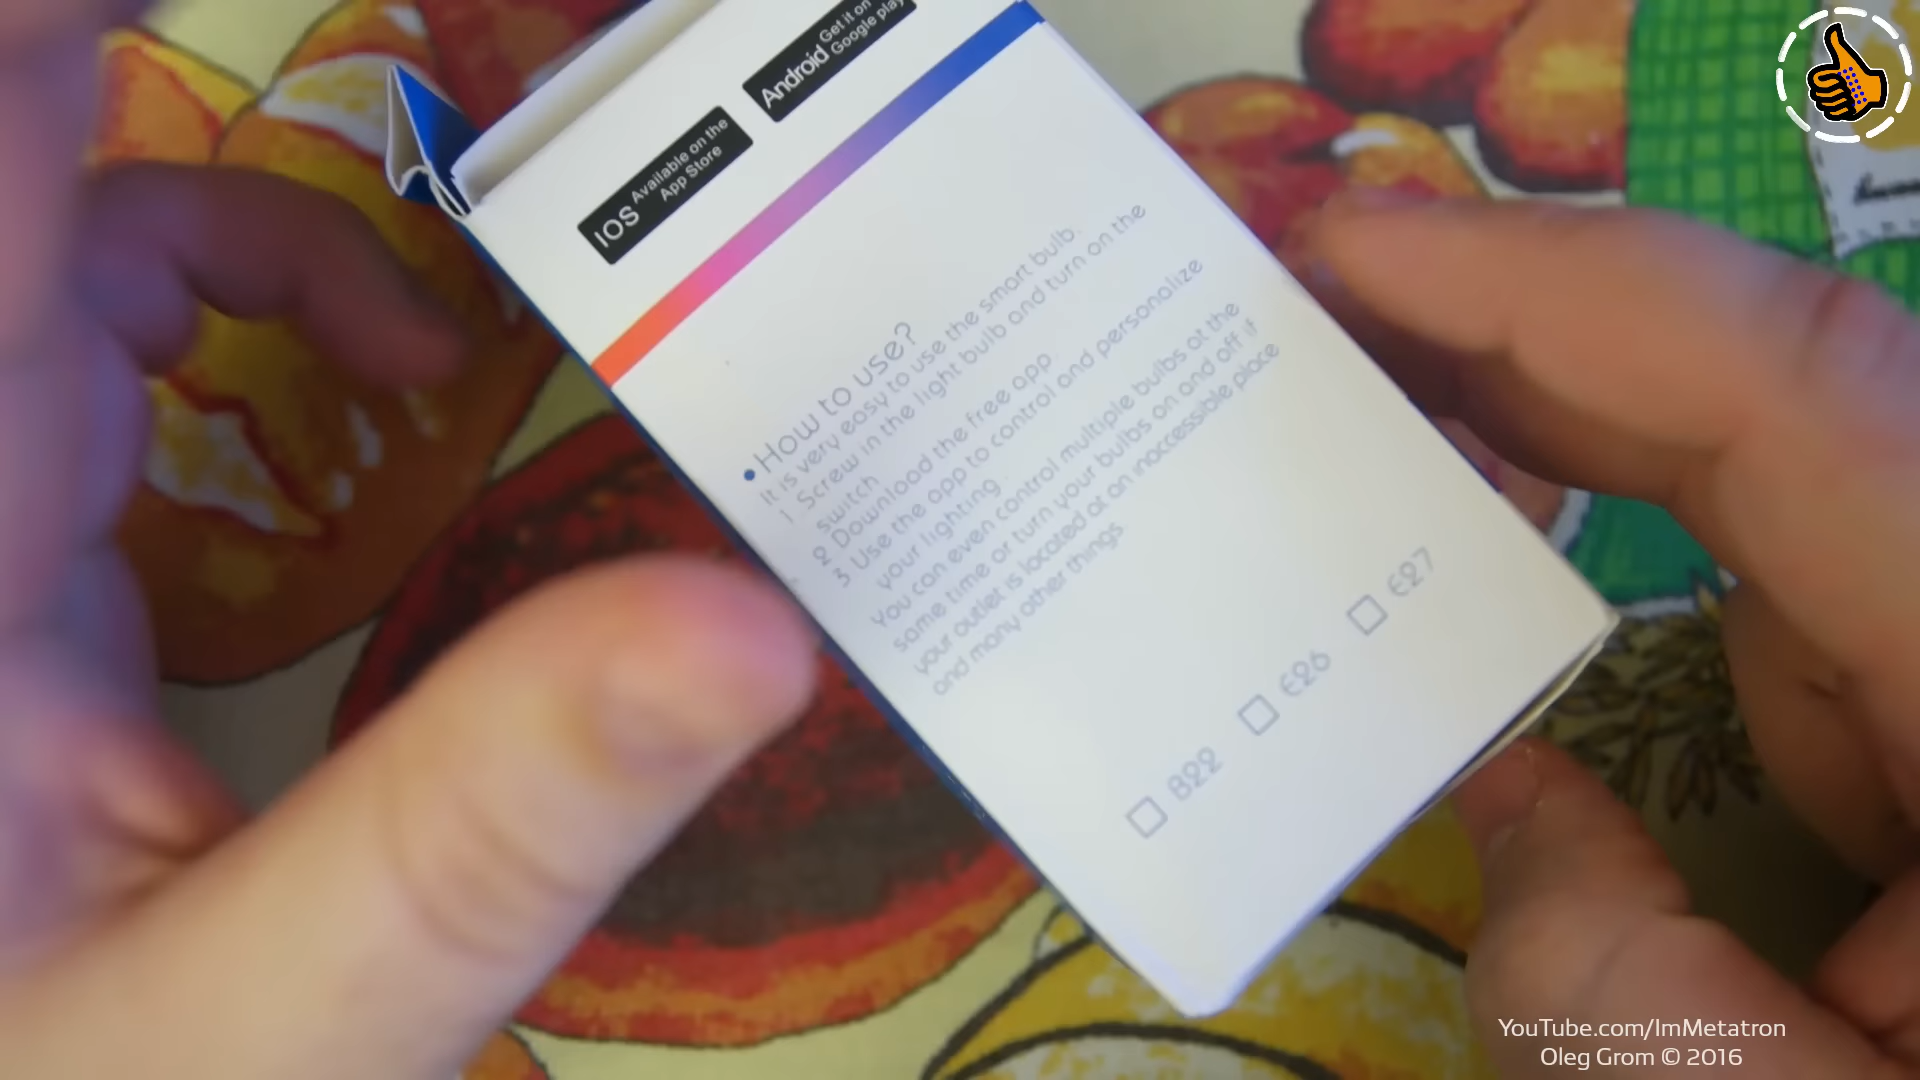 IOS Available on the
App Store
Android Get it on
Google play
• How to use?
It is very easy to use the smart bulb.
1 Screw in the light bulb and turn on the
switch
2 Download the free app
3 Use the app to control and personalize
your lighting
You can even control multiple bulbs at the
same time or turn your bulbs on and off if
your outlet is located at an inaccessible place
and many other things
B22 E26 E27
YouTube.com/ImMetatron
Oleg Grom © 2016